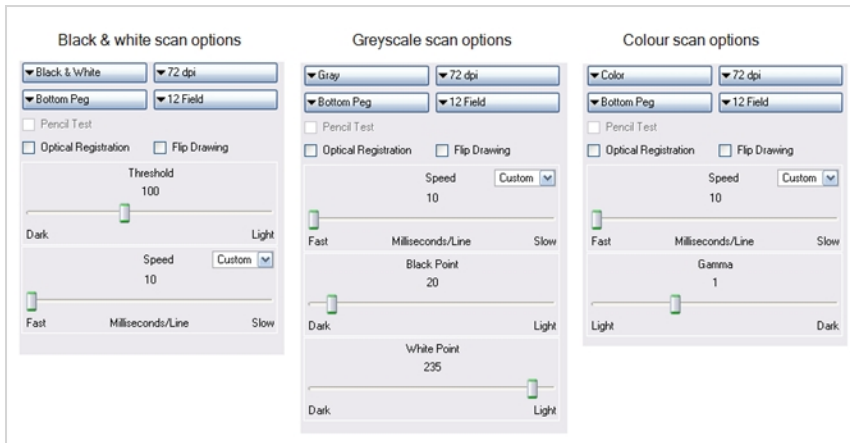 Black & white scan options
Black & White
72 dpi
Bottom Peg
12 Field
Pencil Test
Optical Registration
Flip Drawing
Threshold
100
Dark
Light
Speed
Custom
10
Fast
Milliseconds/Line
Slow
Greyscale scan options
Gray
72 dpi
Bottom Peg
12 Field
Pencil Test
Optical Registration
Flip Drawing
Speed
Custom
10
Fast
Milliseconds/Line
Slow
Black Point
20
Dark
Light
White Point
235
Dark
Light
Colour scan options
Color
72 dpi
Bottom Peg
12 Field
Pencil Test
Optical Registration
Flip Drawing
Speed
Custom
10
Fast
Milliseconds/Line
Slow
Gamma
1
Light
Dark